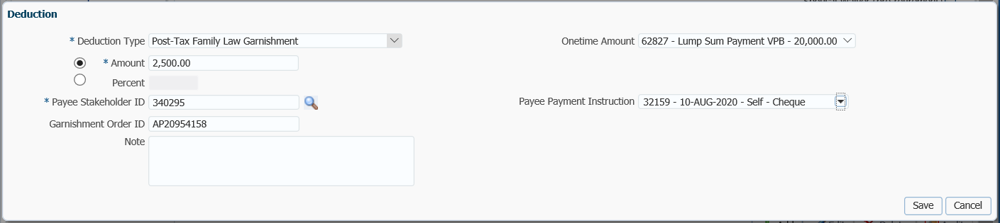 Deduction
* Deduction Type Post-Tax Family Law Garnishment Onetime Amount 62827 - Lump Sum Payment VPB - 20,000.00
* Amount 2,500.00
Percent
* Payee Stakeholder ID 340295 Payee Payment Instruction 32159 - 10-AUG-2020 - Self - Cheque
Garnishment Order ID AP20954158
Note
Save Cancel